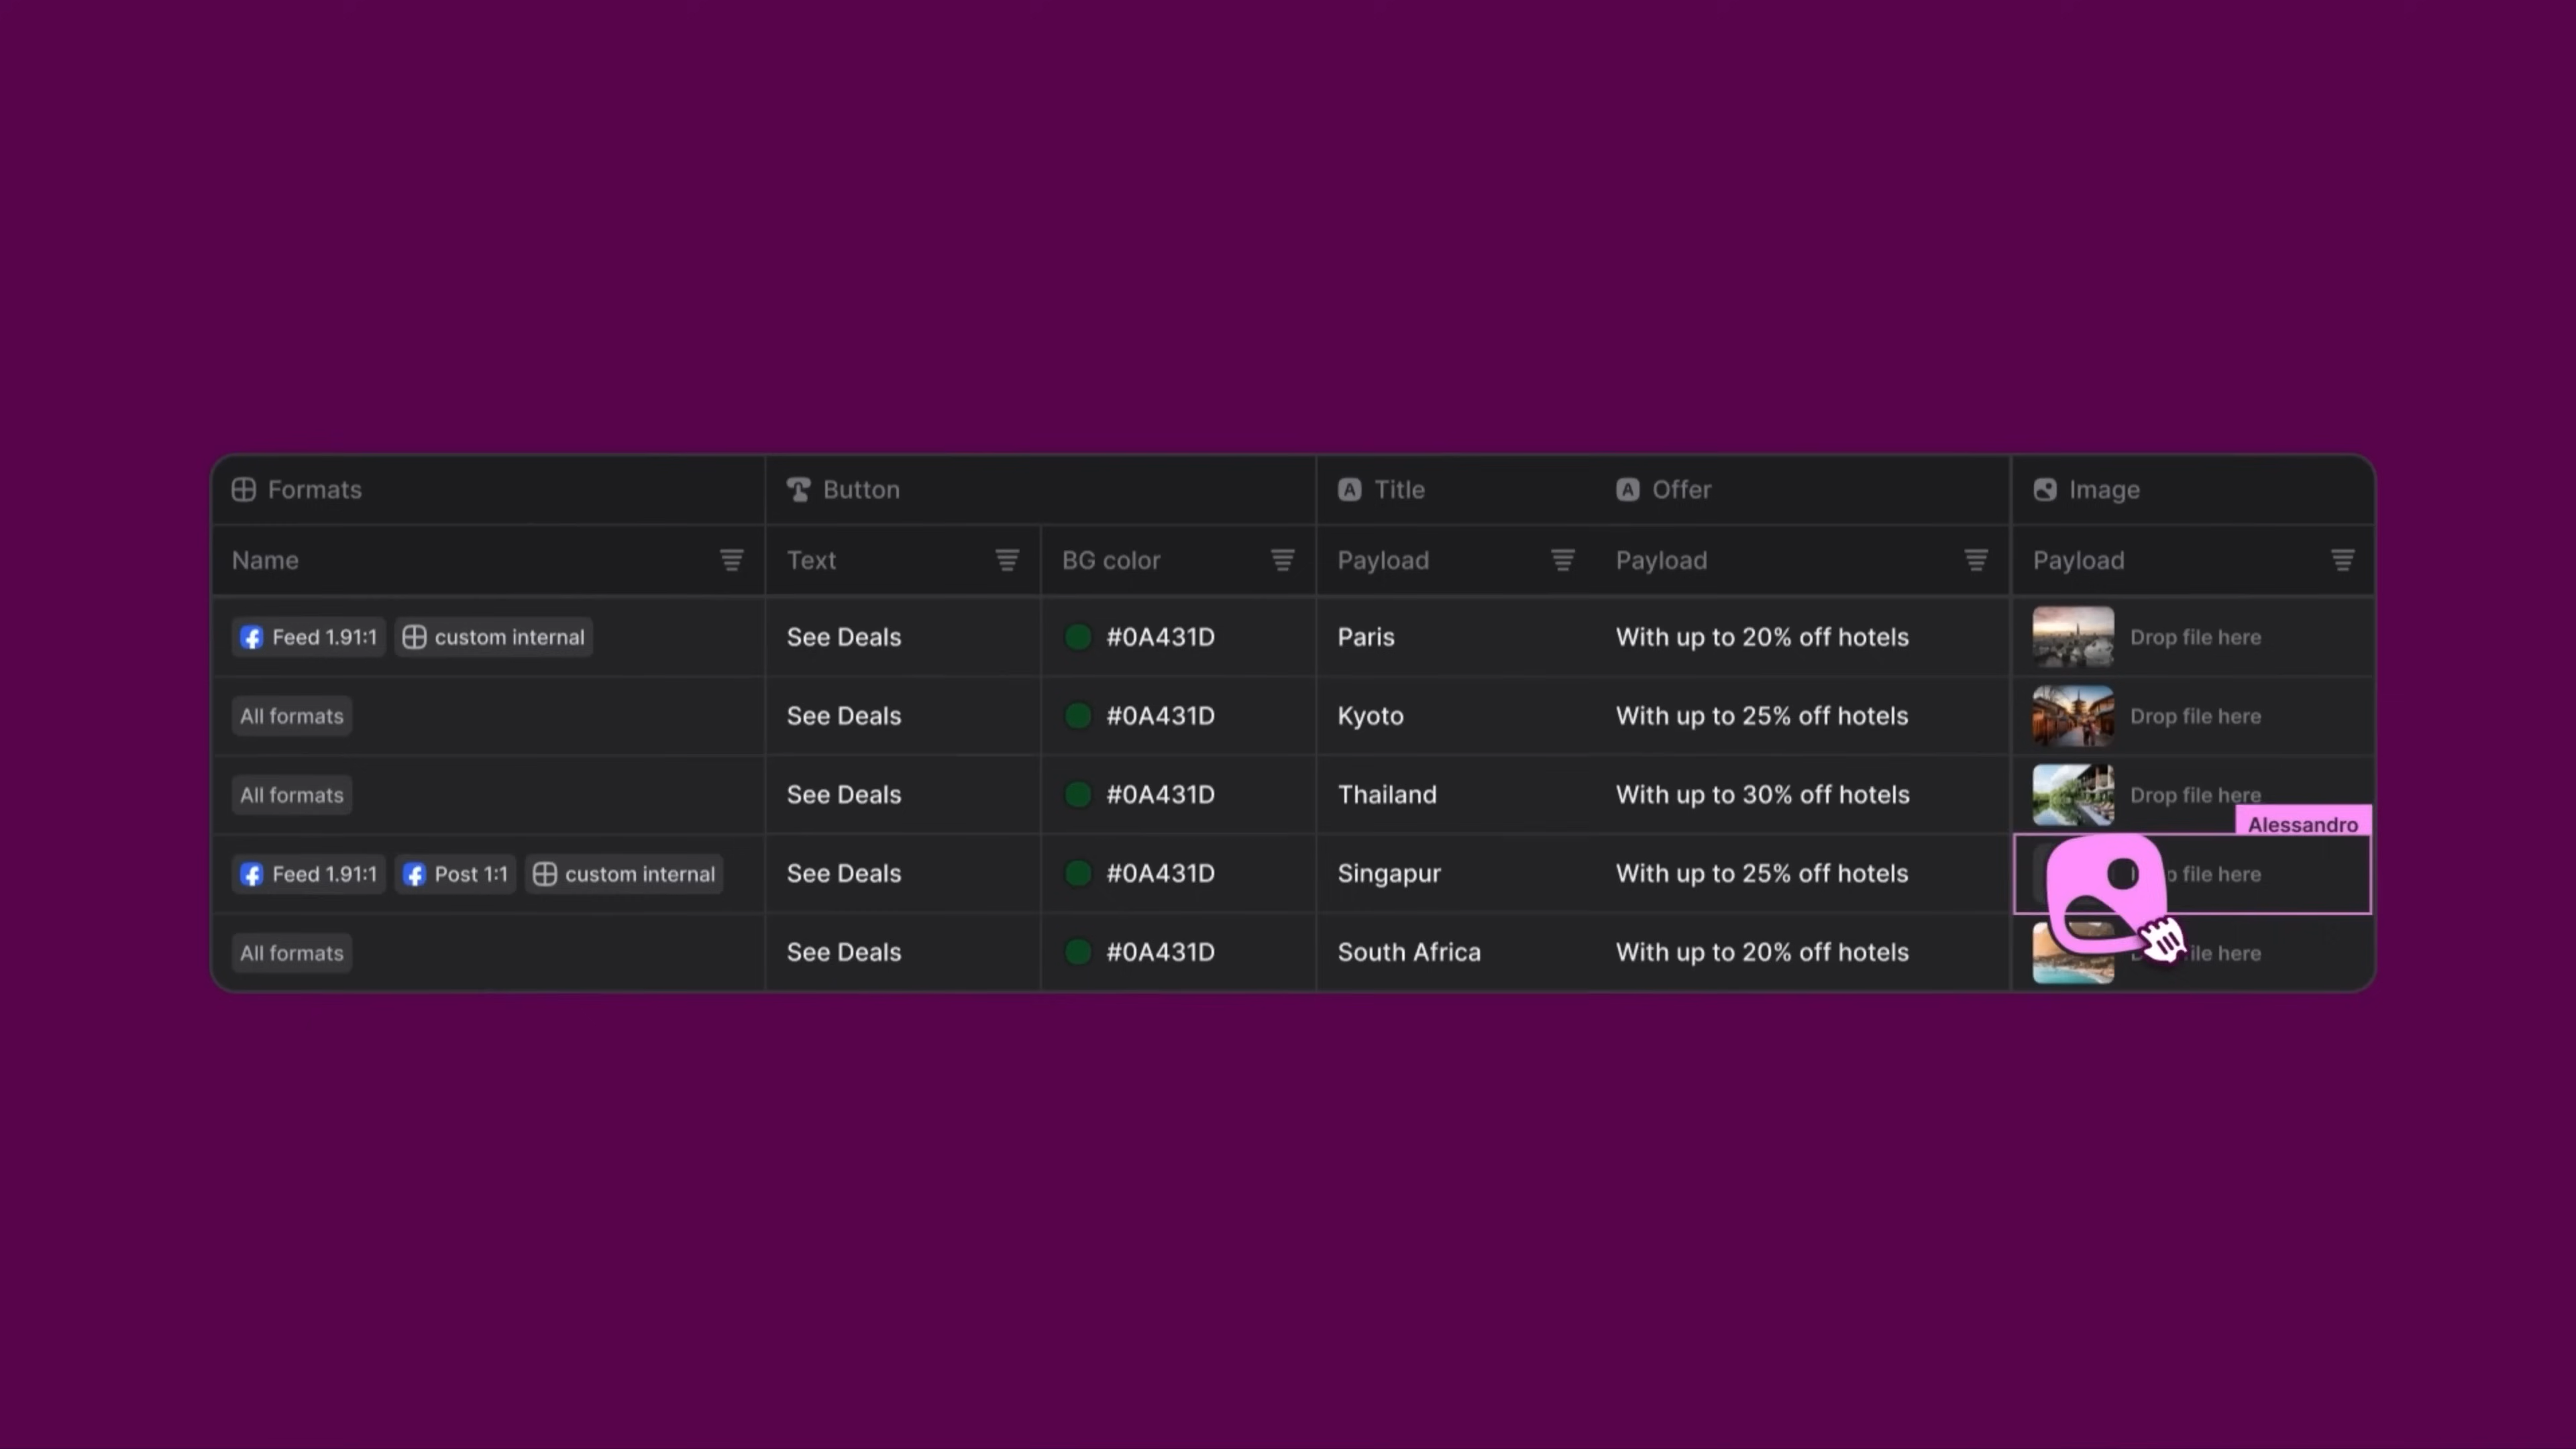 Formats Button Title Offer Image
Name Text BG color Payload Payload Payload
Feed 1.91:1 custom internal See Deals #0A431D Paris With up to 20% off hotels Drop file here
All formats See Deals #0A431D Kyoto With up to 25% off hotels Drop file here
All formats See Deals #0A431D Thailand With up to 30% off hotels Drop file here
Alessandro
Feed 1.91:1 Post 1:1 custom internal See Deals #0A431D Singapur With up to 25% off hotels file here
All formats See Deals #0A431D South Africa With up to 20% off hotels here